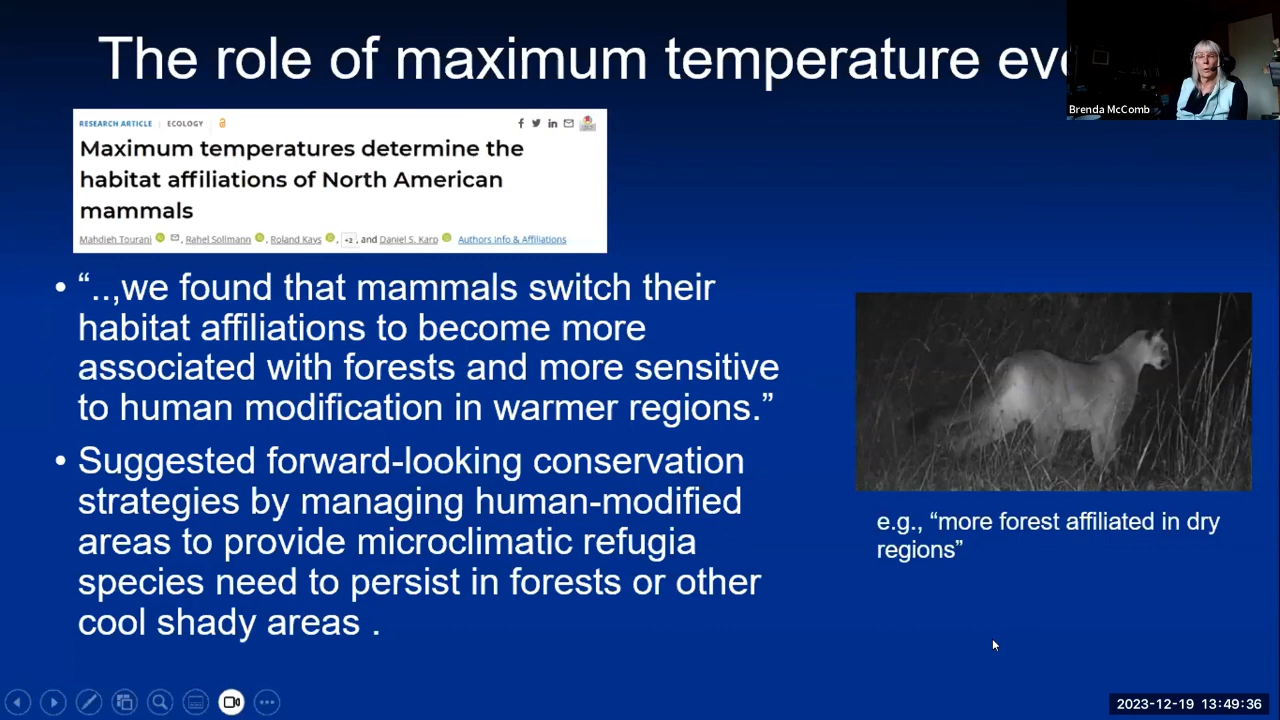 The role of maximum temperature eve
Brenda McComb
RESEARCH ARTICLE | ECOLOGY
Maximum temperatures determine the
habitat affiliations of North American
mammals
Mahdieh Tourani, Rahel Sollmann, Roland Kays, +2, and Daniel S. Karp Authors Info & Affiliations
• “..,we found that mammals switch their
habitat affiliations to become more
associated with forests and more sensitive
to human modification in warmer regions.”
• Suggested forward-looking conservation
strategies by managing human-modified
areas to provide microclimatic refugia
species need to persist in forests or other
cool shady areas .
e.g., “more forest affiliated in dry
regions”
2023-12-19 13:49:36